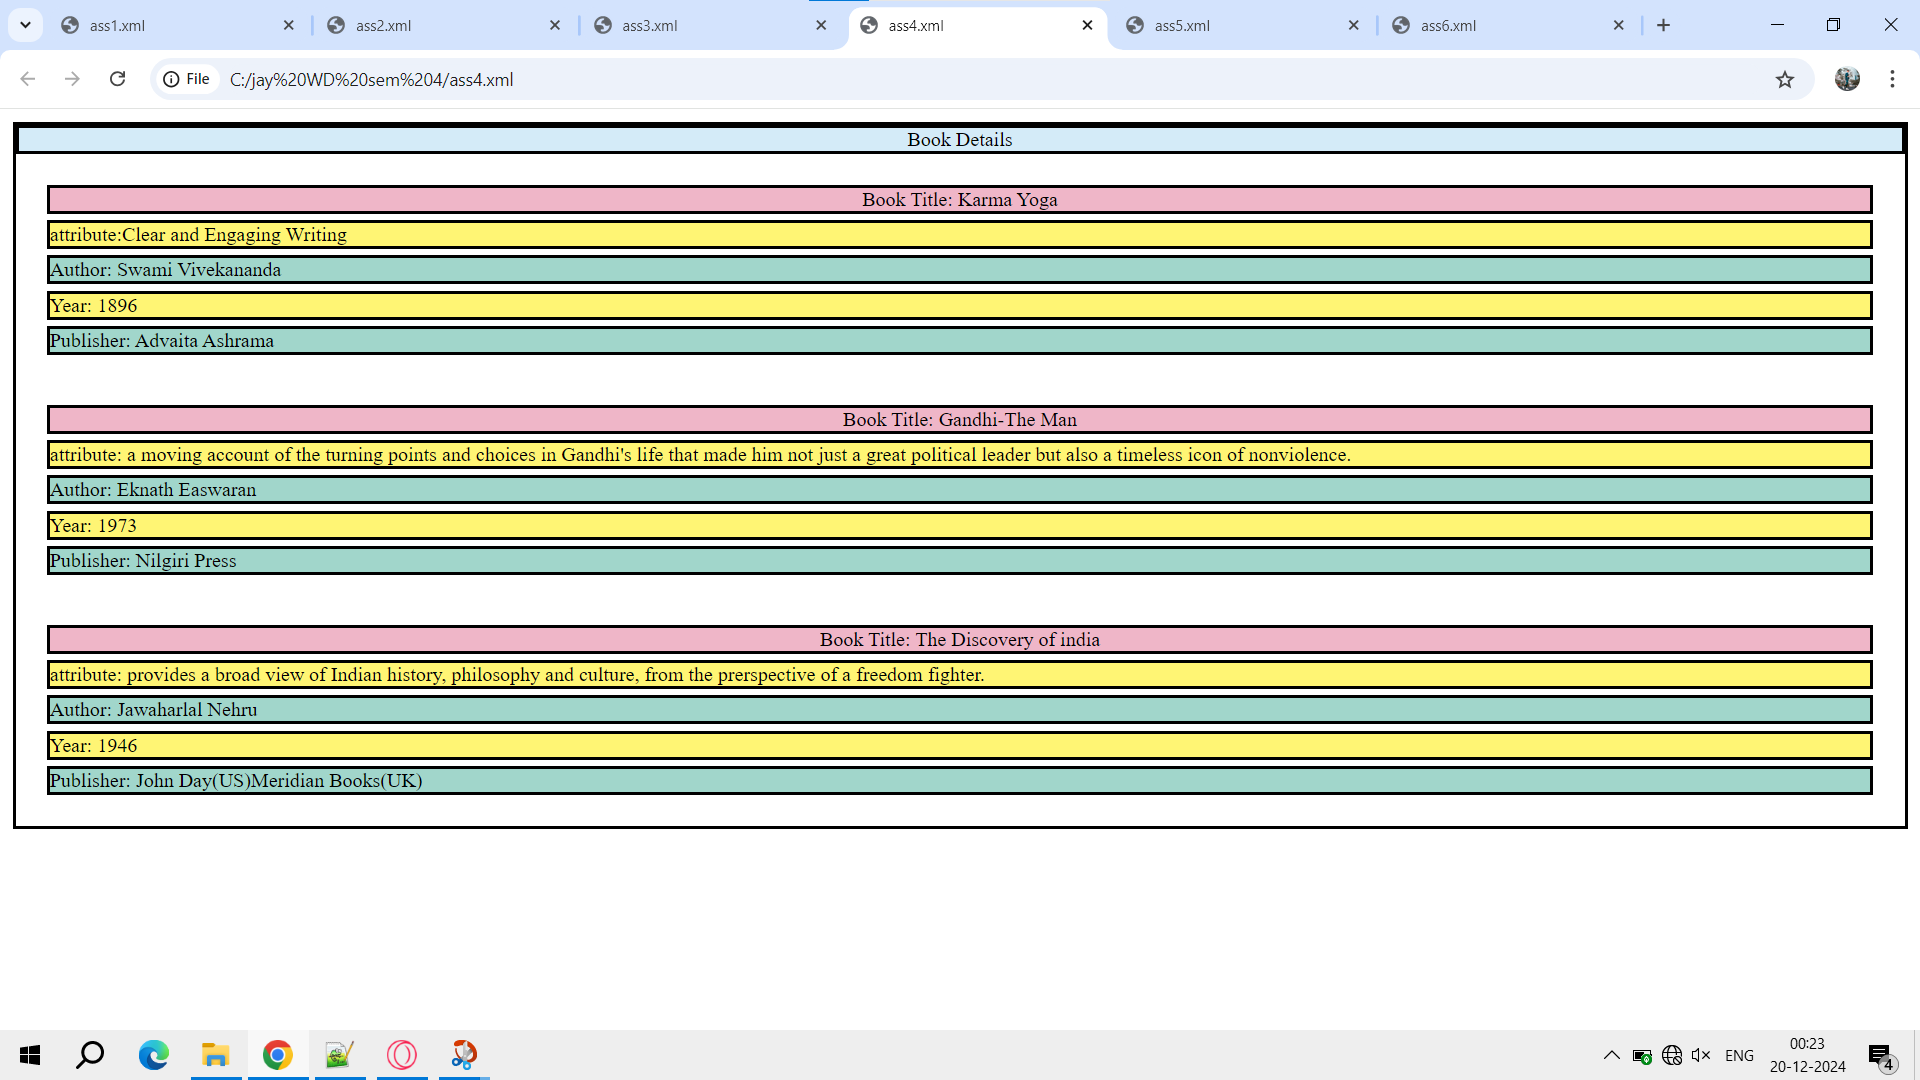 ass1.xml
ass2.xml
ass3.xml
ass4.xml
ass5.xml
ass6.xml
File
C:/jay%20WD%20sem%204/ass4.xml
Book Details
Book Title: Karma Yoga
attribute:Clear and Engaging Writing
Author: Swami Vivekananda
Year: 1896
Publisher: Advaita Ashrama
Book Title: Gandhi-The Man
attribute: a moving account of the turning points and choices in Gandhi's life that made him not just a great political leader but also a timeless icon of nonviolence.
Author: Eknath Easwaran
Year: 1973
Publisher: Nilgiri Press
Book Title: The Discovery of india
attribute: provides a broad view of Indian history, philosophy and culture, from the prerspective of a freedom fighter.
Author: Jawaharlal Nehru
Year: 1946
Publisher: John Day(US)Meridian Books(UK)
ENG
00:23
20-12-2024
4